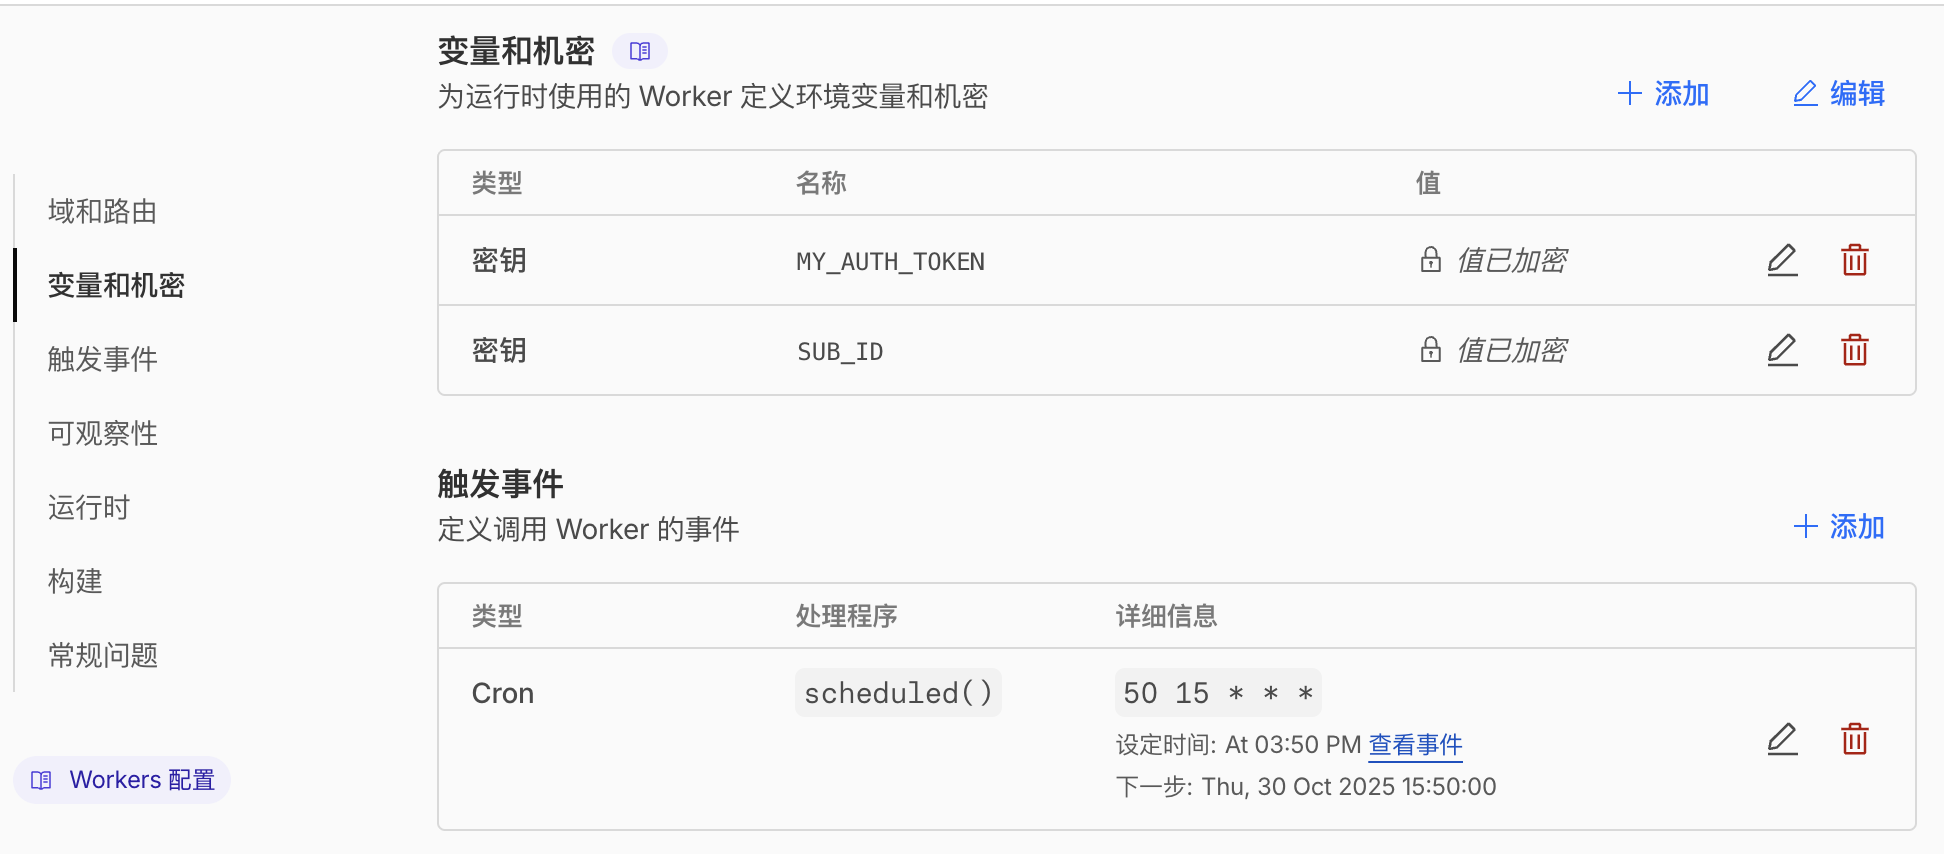 变量和机密
为运行时使用的 Worker 定义环境变量和机密
添加 编辑
类型 名称 值
密钥 MY_AUTH_TOKEN 值已加密
密钥 SUB_ID 值已加密
域和路由
变量和机密
触发事件
可观察性
运行时
构建
常规问题
Workers 配置
触发事件
定义调用 Worker 的事件
添加
类型 处理程序 详细信息
Cron scheduled() 50 15 * * *
设定时间: At 03:50 PM 查看事件
下一步: Thu, 30 Oct 2025 15:50:00